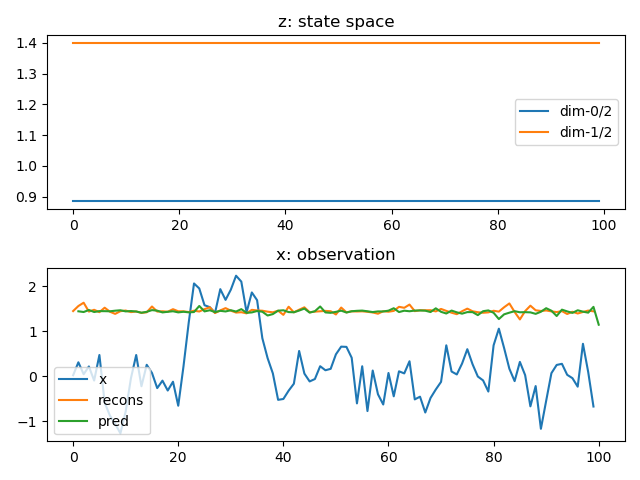 z: state space
1.4
1.3
1.2
1.1
1.0
0.9
dim-0/2
dim-1/2
0 20 40 60 80 100
x: observation
2
1
0
−1
x
recons
pred
0 20 40 60 80 100